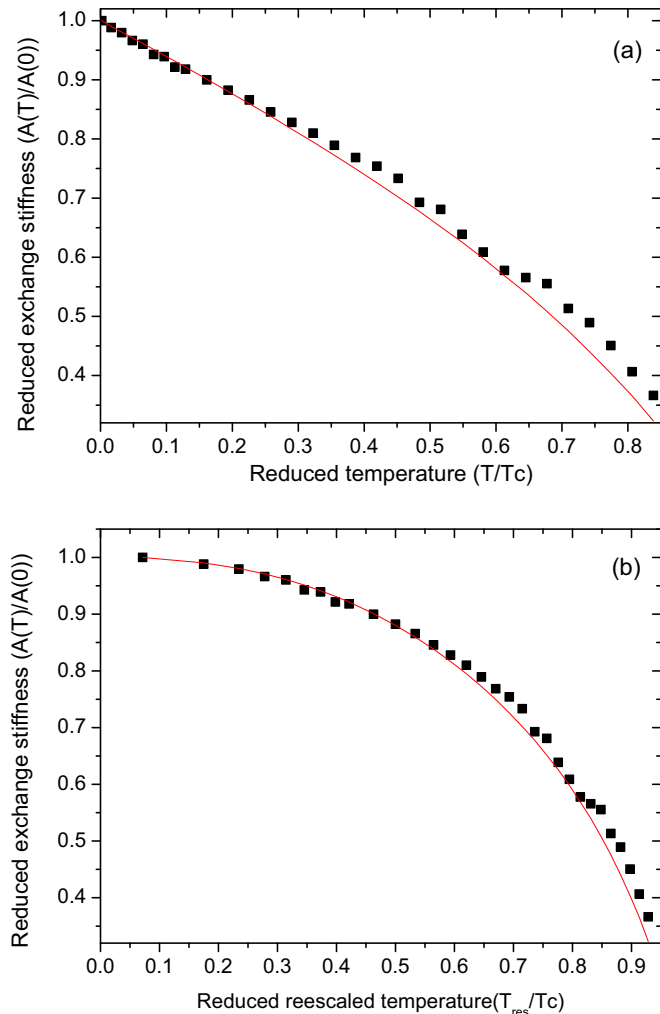 (a)
Reduced exchange stiffness (A(T)/A(0))
1.0
0.9
0.8
0.7
0.6
0.5
0.4
0.0 0.1 0.2 0.3 0.4 0.5 0.6 0.7 0.8
Reduced temperature (T/Tc)
(b)
Reduced exchange stiffness (A(T)/A(0))
1.0
0.9
0.8
0.7
0.6
0.5
0.4
0.0 0.1 0.2 0.3 0.4 0.5 0.6 0.7 0.8 0.9
Reduced reescaled temperature(T_res/Tc)